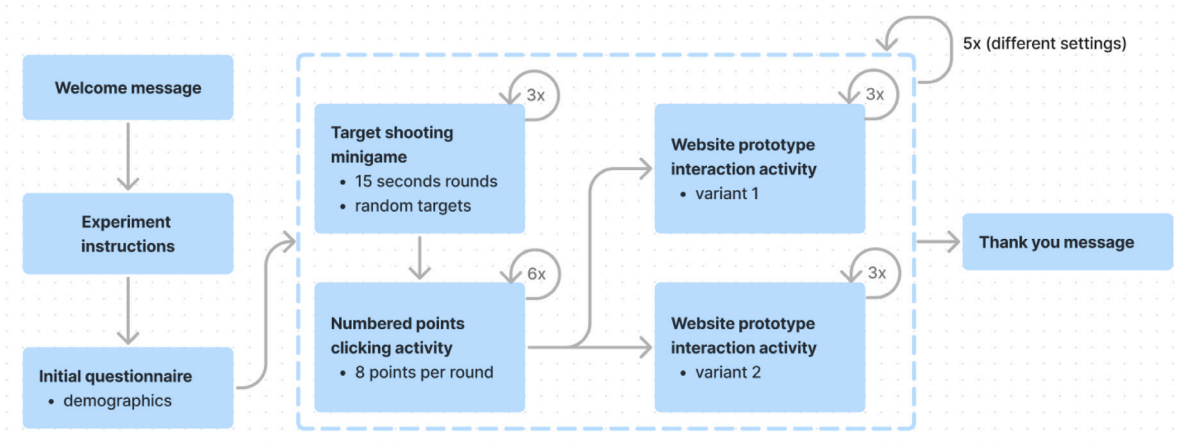 Welcome message
Experiment
instructions
Initial questionnaire
• demographics
5x (different settings)
3x
Target shooting
minigame
• 15 seconds rounds
• random targets
6x
Numbered points
clicking activity
• 8 points per round
3x
Website prototype
interaction activity
• variant 1
3x
Website prototype
interaction activity
• variant 2
Thank you message